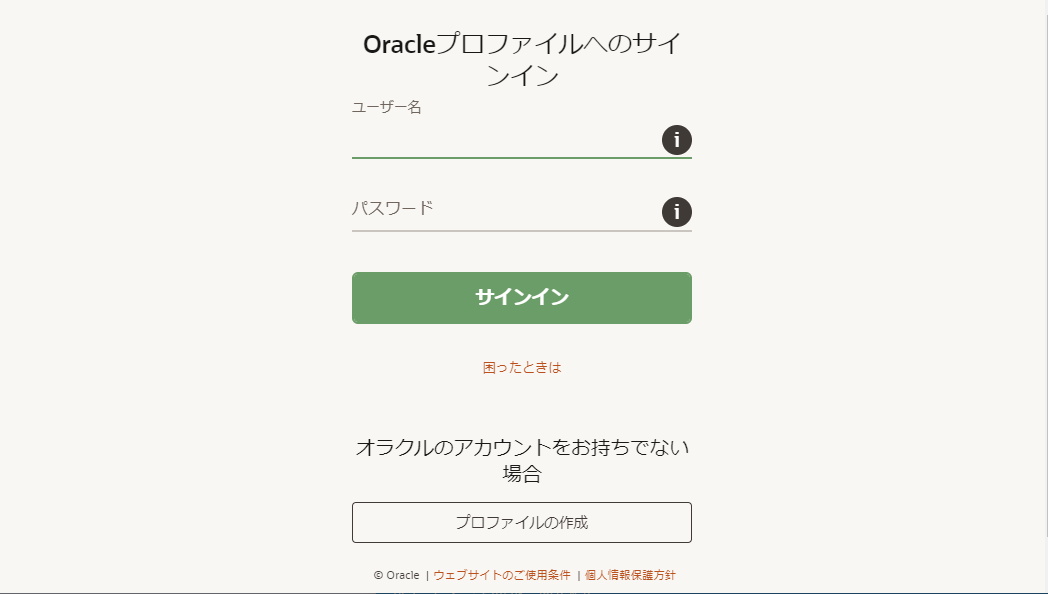 Oracleプロファイルへのサイ
ンイン
ユーザー名
i
パスワード
i
サインイン
困ったときは
オラクルのアカウントをお持ちでない
場合
プロファイルの作成
© Oracle | ウェブサイトのご使用条件 | 個人情報保護方針